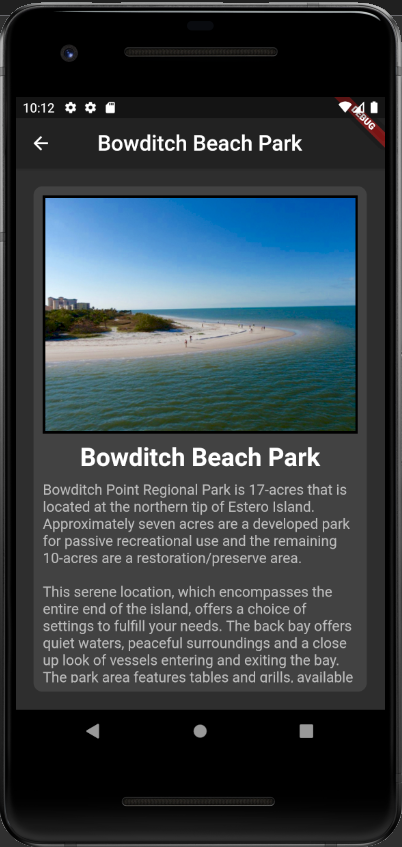 10:12
DEBUG
Bowditch Beach Park
Bowditch Beach Park
Bowditch Point Regional Park is 17-acres that is
located at the northern tip of Estero Island.
Approximately seven acres are a developed park
for passive recreational use and the remaining
10-acres are a restoration/preserve area.
This serene location, which encompasses the
entire end of the island, offers a choice of
settings to fulfill your needs. The back bay offers
quiet waters, peaceful surroundings and a close
up look of vessels entering and exiting the bay.
The park area features tables and grills, available